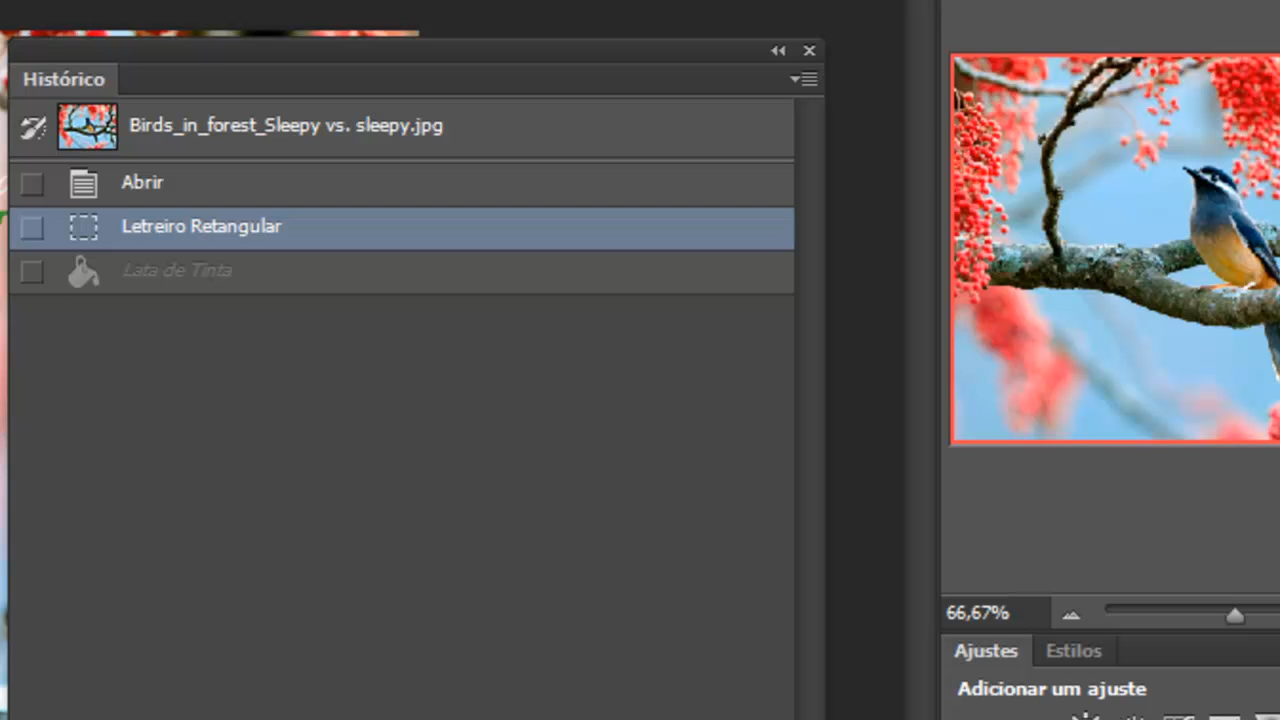 Histórico
Birds_in_forest_Sleepy vs. sleepy.jpg
Abrir
Letreiro Retangular
Lata de Tinta
66,67%
Ajustes Estilos
Adicionar um ajuste